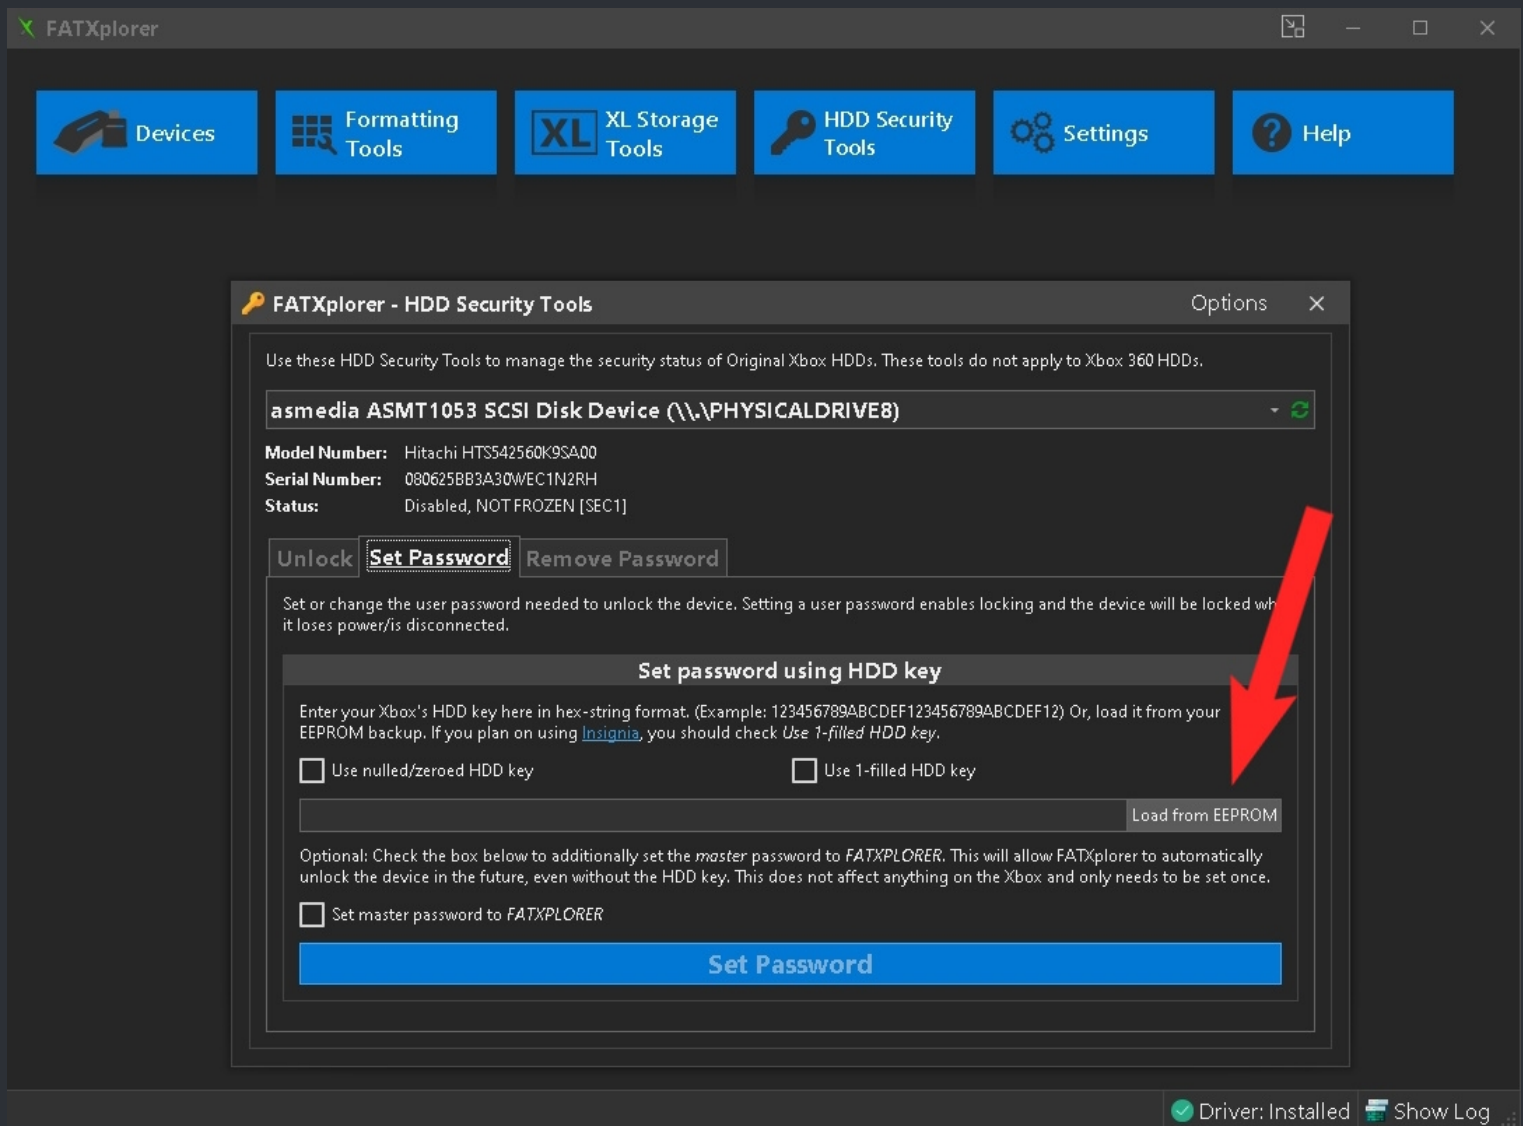 FATXplorer
Devices
Formatting
Tools
XL
XL Storage
Tools
HDD Security
Tools
Settings
?
Help
FATXplorer - HDD Security Tools
Options
Use these HDD Security Tools to manage the security status of Original Xbox HDDs. These tools do not apply to Xbox 360 HDDs.
asmedia ASMT1053 SCSI Disk Device (\\.\PHYSICALDRIVE8)
Model Number: Hitachi HTS542560K9SA00
Serial Number: 080625BB3A30WEC1N2RH
Status: Disabled, NOT FROZEN [SEC1]
Unlock Set Password Remove Password
Set or change the user password needed to unlock the device. Setting a user password enables locking and the device will be locked wh
it loses power/is disconnected.
Set password using HDD key
Enter your Xbox's HDD key here in hex-string format. (Example: 123456789ABCDEF123456789ABCDEF12) Or, load it from your
EEPROM backup. If you plan on using Insignia, you should check Use 1-filled HDD key.
Use nulled/zeroed HDD key
Use 1-filled HDD key
Load from EEPROM
Optional: Check the box below to additionally set the master password to FATXPLORER. This will allow FATXplorer to automatically
unlock the device in the future, even without the HDD key. This does not affect anything on the Xbox and only needs to be set once.
Set master password to FATXPLORER
Set Password
Driver: Installed
Show Log